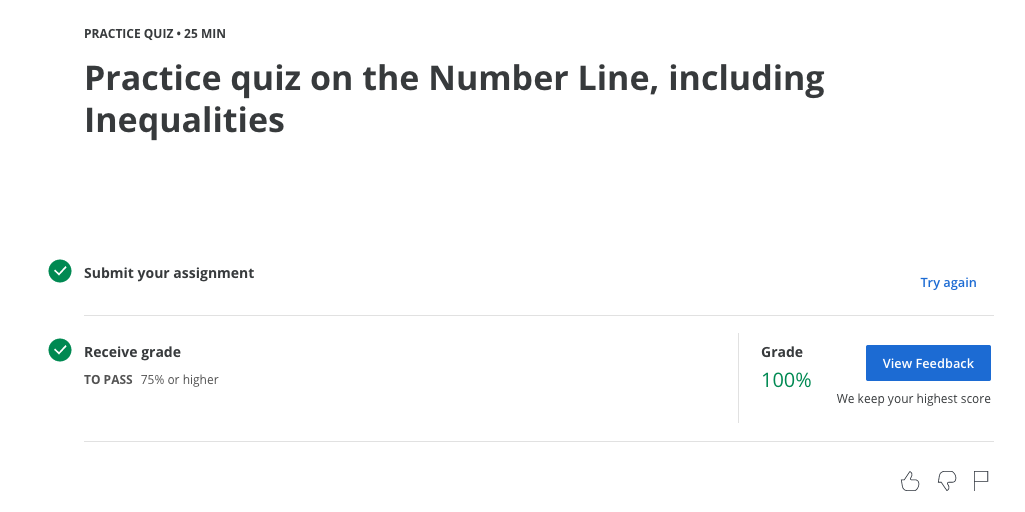 PRACTICE QUIZ • 25 MIN
Practice quiz on the Number Line, including
Inequalities
Submit your assignment
Try again
Receive grade
TO PASS 75% or higher
Grade
100%
View Feedback
We keep your highest score